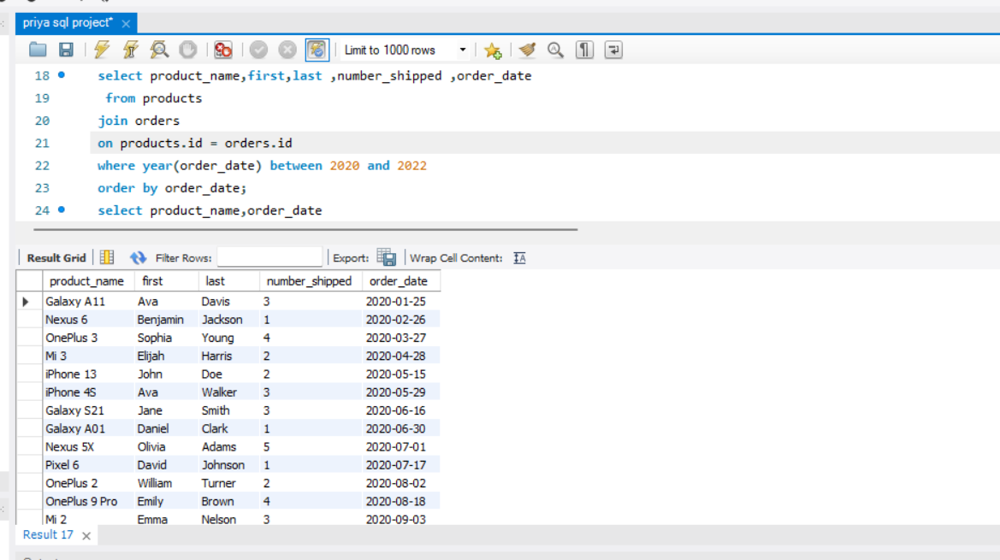 priya sql project*
Limit to 1000 rows
18 select product_name,first,last ,number_shipped ,order_date
19 from products
20 join orders
21 on products.id = orders.id
22 where year(order_date) between 2020 and 2022
23 order by order_date;
24 select product_name,order_date
Result Grid Filter Rows: Export: Wrap Cell Content:
product_name first last number_shipped order_date
Galaxy A11 Ava Davis 3 2020-01-25
Nexus 6 Benjamin Jackson 1 2020-02-26
OnePlus 3 Sophia Young 4 2020-03-27
Mi 3 Elijah Harris 2 2020-04-28
iPhone 13 John Doe 2 2020-05-15
iPhone 4S Ava Walker 3 2020-05-29
Galaxy S21 Jane Smith 3 2020-06-16
Galaxy A01 Daniel Clark 1 2020-06-30
Nexus 5X Olivia Adams 5 2020-07-01
Pixel 6 David Johnson 1 2020-07-17
OnePlus 2 William Turner 2 2020-08-02
OnePlus 9 Pro Emily Brown 4 2020-08-18
Mi 2 Emma Nelson 3 2020-09-03
Result 17